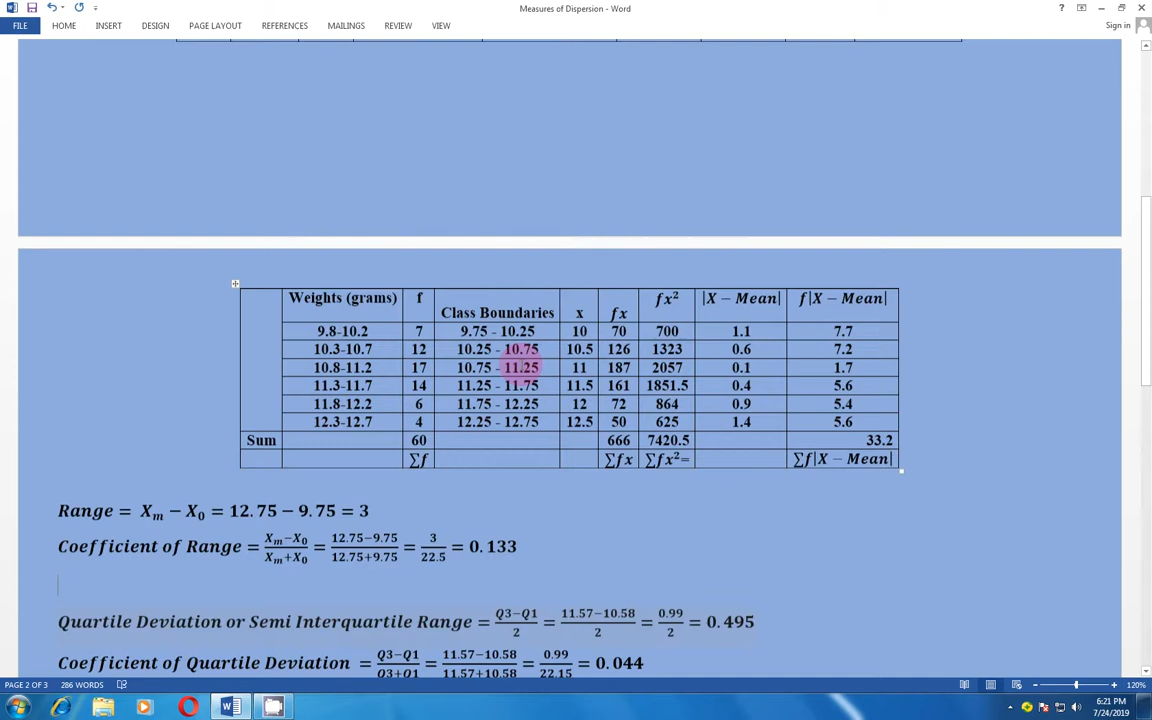 Measures of Dispersion - Word
Sign in
FILE HOME INSERT DESIGN PAGE LAYOUT REFERENCES MAILINGS REVIEW VIEW
Weights (grams) f Class Boundaries x fx fx² |X − Mean| f|X − Mean|
9.8-10.2 7 9.75 - 10.25 10 70 700 1.1 7.7
10.3-10.7 12 10.25 - 10.75 10.5 126 1323 0.6 7.2
10.8-11.2 17 10.75 - 11.25 11 187 2057 0.1 1.7
11.3-11.7 14 11.25 - 11.75 11.5 161 1851.5 0.4 5.6
11.8-12.2 6 11.75 - 12.25 12 72 864 0.9 5.4
12.3-12.7 4 12.25 - 12.75 12.5 50 625 1.4 5.6
Sum 60 666 7420.5 33.2
∑f ∑fx ∑fx²= ∑f|X − Mean|
Range = Xₘ − X₀ = 12.75 − 9.75 = 3
Coefficient of Range = (Xₘ−X₀)/(Xₘ+X₀) = (12.75−9.75)/(12.75+9.75) = 3/22.5 = 0.133
Quartile Deviation or Semi Interquartile Range = (Q3−Q1)/2 = (11.57−10.58)/2 = 0.99/2 = 0.495
Coefficient of Quartile Deviation = (Q3−Q1)/(Q3+Q1) = (11.57−10.58)/(11.57+10.58) = 0.99/22.15 = 0.044
PAGE 2 OF 3 286 WORDS 120%
6:21 PM
7/24/2019